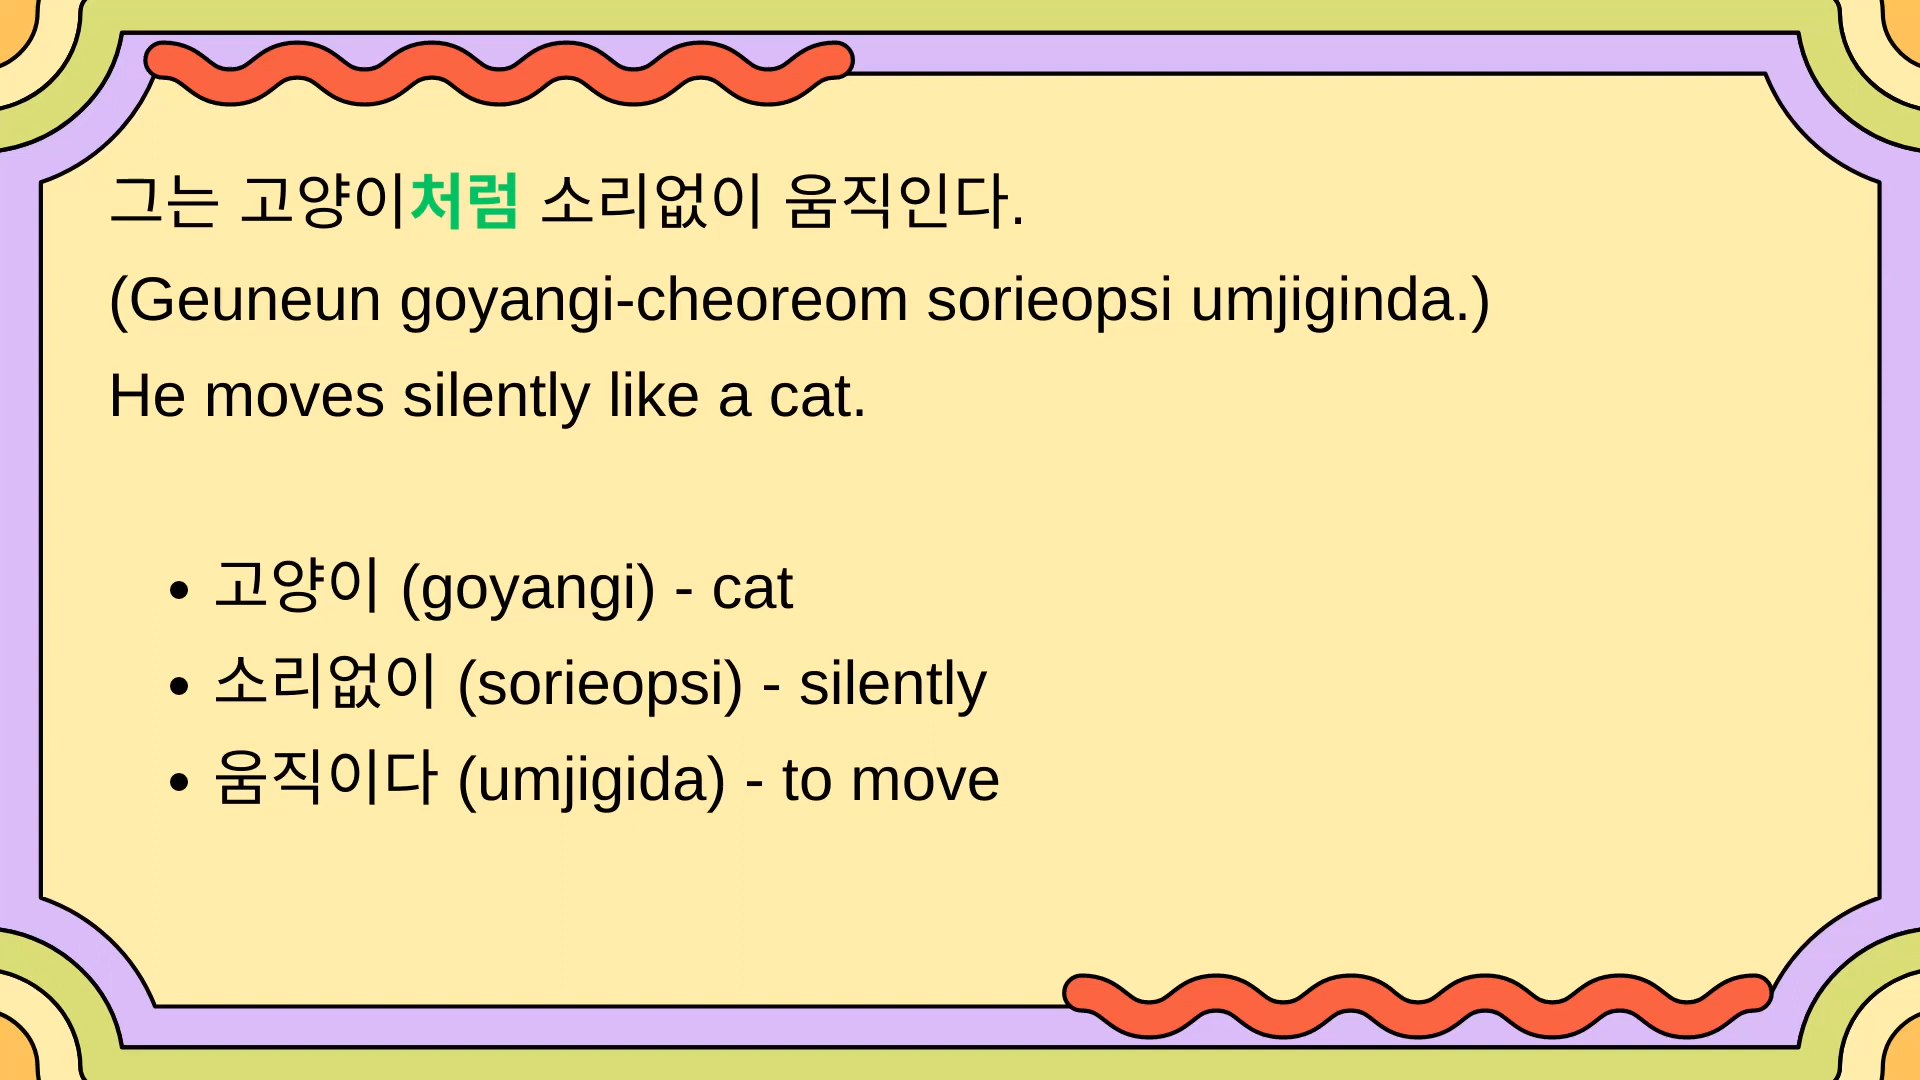 그는 고양이처럼 소리없이 움직인다.
(Geuneun goyangi-cheoreom sorieopsi umjiginda.)
He moves silently like a cat.
• 고양이 (goyangi) - cat
• 소리없이 (sorieopsi) - silently
• 움직이다 (umjigida) - to move